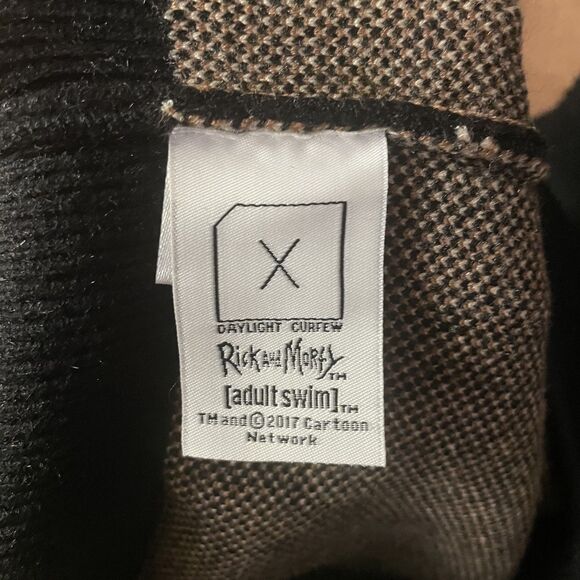 X
DAYLIGHT CURFEW
Rick and Morty TM
[adult swim] TM
TM and © 2017 Cartoon
Network